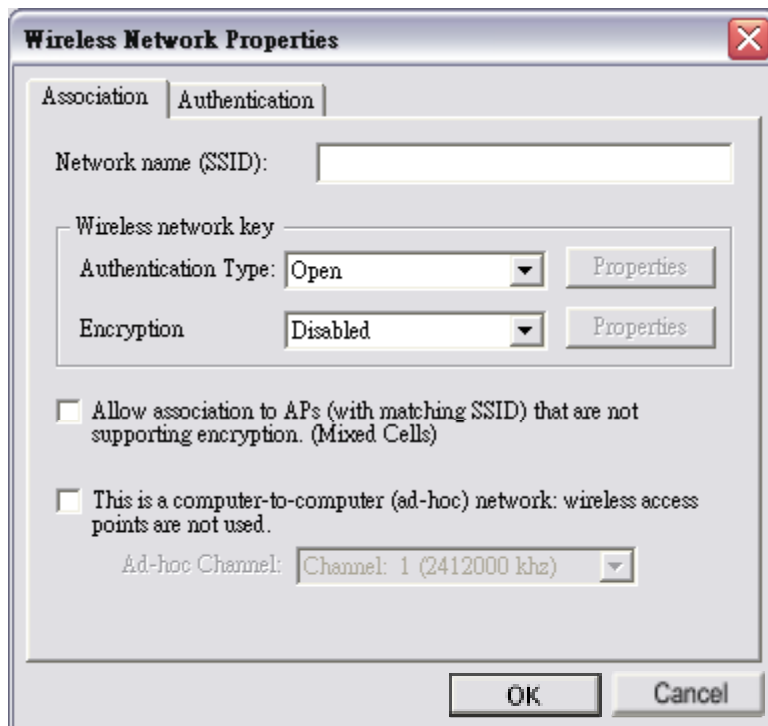 Wireless Network Properties
Association
Authentication
Network name (SSID):
Wireless network key
Authentication Type:
Open
Properties
Encryption
Disabled
Properties
Allow association to APs (with matching SSID) that are not
supporting encryption. (Mixed Cells)
This is a computer-to-computer (ad-hoc) network: wireless access
points are not used.
Ad-hoc Channel:
Channel: 1 (2412000 khz)
OK
Cancel